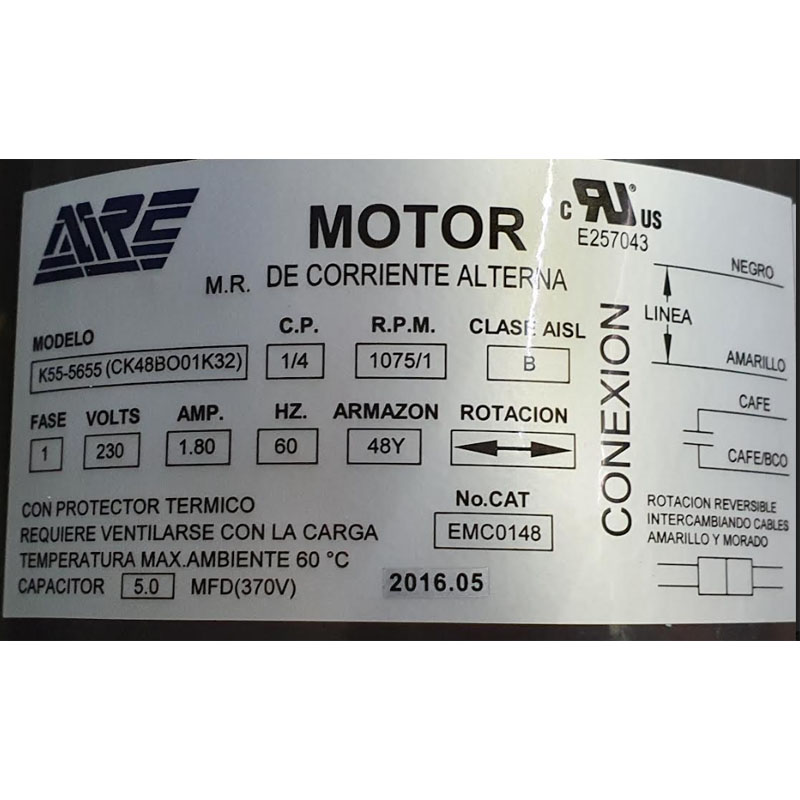 AIRE
M.R.
MOTOR
DE CORRIENTE ALTERNA
C RU® US
E257043
MODELO
K55-5655 (CK48BO01K32)
C.P.
1/4
R.P.M.
1075/1
CLASE AISL
B
FASE
1
VOLTS
230
AMP.
1.80
HZ.
60
ARMAZON
48Y
ROTACION
CON PROTECTOR TERMICO
REQUIERE VENTILARSE CON LA CARGA
TEMPERATURA MAX.AMBIENTE 60 °C
CAPACITOR 5.0 MFD(370V)
No.CAT
EMC0148
2016.05
CONEXION
NEGRO
LINEA
AMARILLO
CAFE
CAFE/BCO
ROTACION REVERSIBLE
INTERCAMBIANDO CABLES
AMARILLO Y MORADO